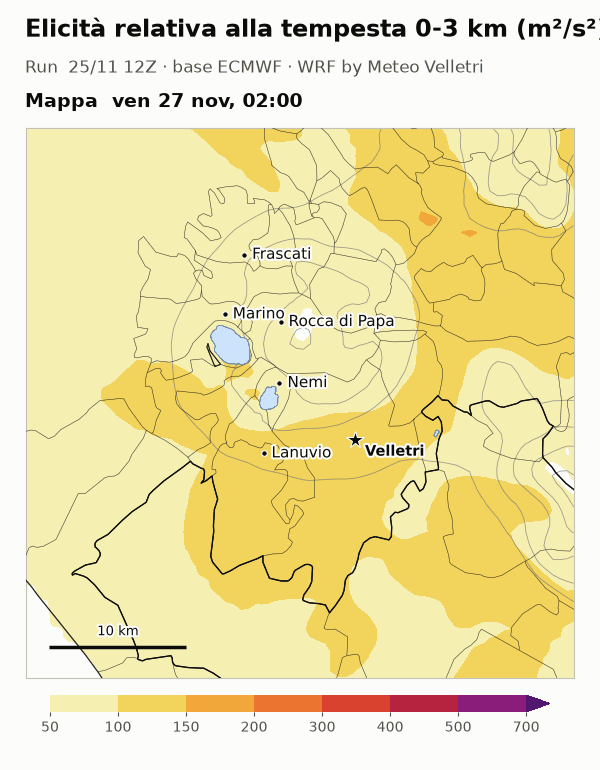 Elicità relativa alla tempesta 0-3 km (m²/s²)
Run 25/11 12Z · base ECMWF · WRF by Meteo Velletri
Mappa ven 27 nov, 02:00
Frascati
Marino
Rocca di Papa
Nemi
Velletri
Lanuvio
10 km
50 100 150 200 300 400 500 700